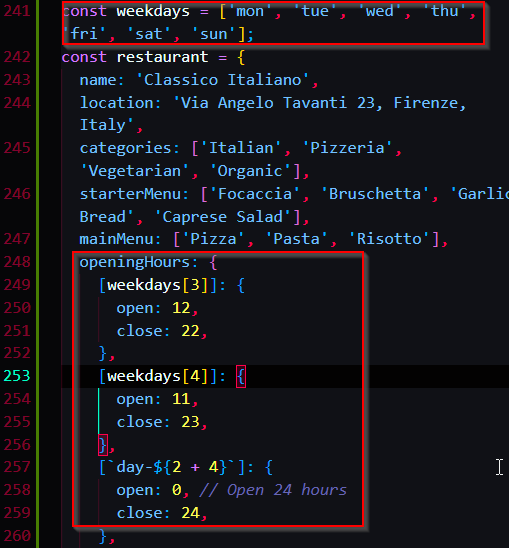 241 const weekdays = ['mon', 'tue', 'wed', 'thu',
'fri', 'sat', 'sun'];
242 const restaurant = {
243 name: 'Classico Italiano',
244 location: 'Via Angelo Tavanti 23, Firenze,
Italy',
245 categories: ['Italian', 'Pizzeria',
'Vegetarian', 'Organic'],
246 starterMenu: ['Focaccia', 'Bruschetta', 'Garlic
Bread', 'Caprese Salad'],
247 mainMenu: ['Pizza', 'Pasta', 'Risotto'],
248 openingHours: {
249 [weekdays[3]]: {
250 open: 12,
251 close: 22,
252 },
253 [weekdays[4]]: {
254 open: 11,
255 close: 23,
256 },
257 [`day-${2 + 4}`]: {
258 open: 0, // Open 24 hours
259 close: 24,
260 },